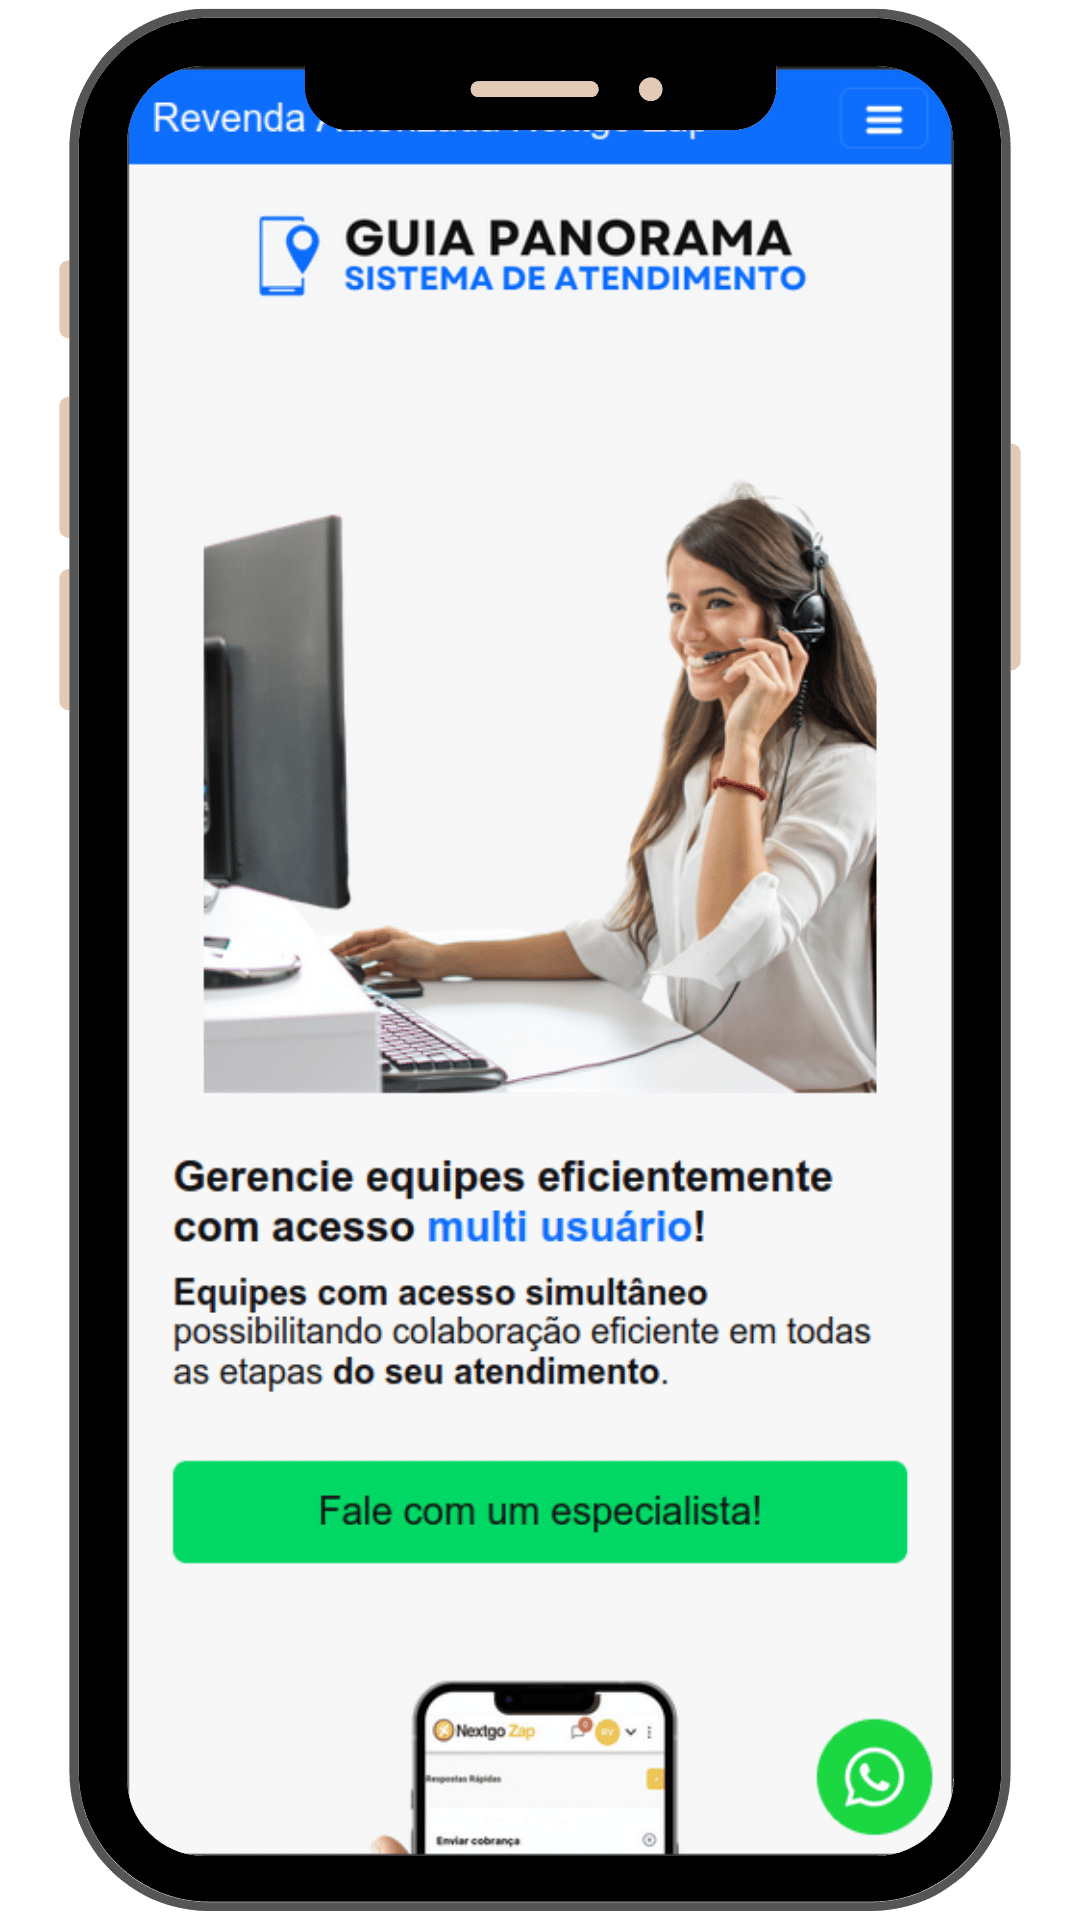 Revenda
GUIA PANORAMA
SISTEMA DE ATENDIMENTO
Gerencie equipes eficientemente
com acesso multi usuário!
Equipes com acesso simultâneo
possibilitando colaboração eficiente em todas
as etapas do seu atendimento.
Fale com um especialista!
Nextgo Zap
RV
Respostas Rápidas
Enviar cobrança